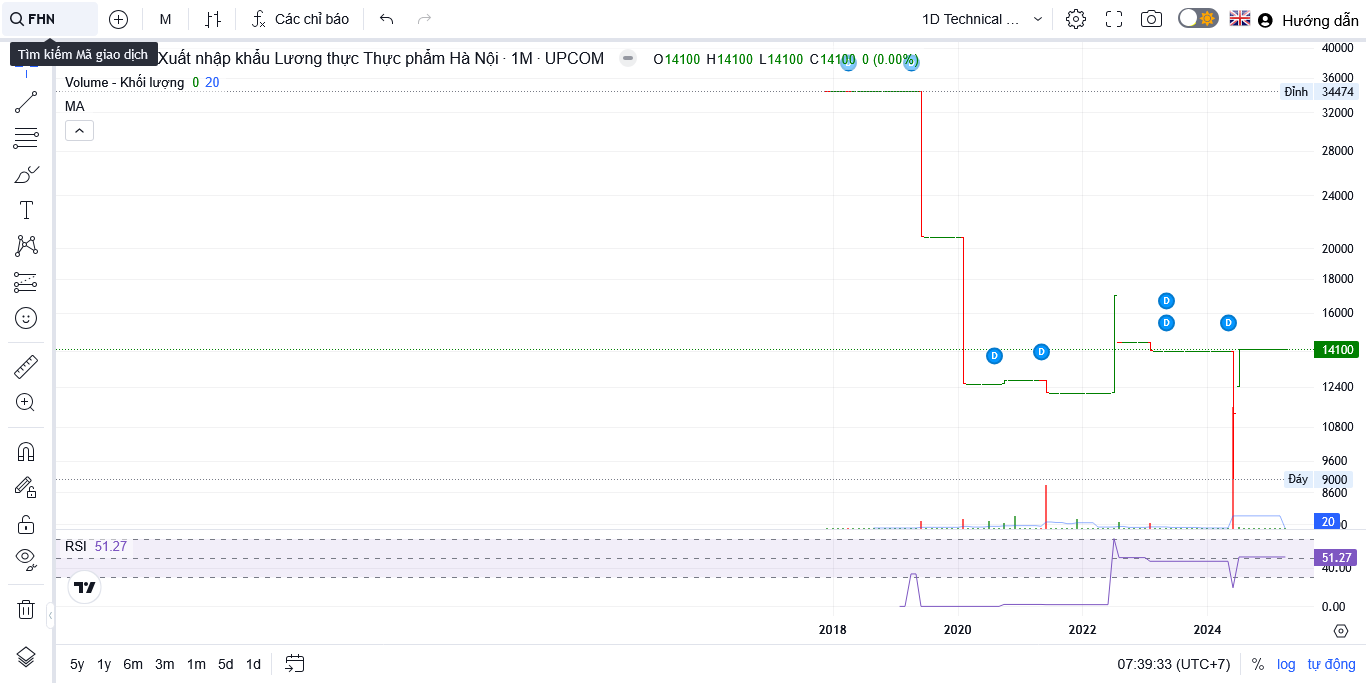 FHN
M
Các chỉ báo
1D Technical ...
Hướng dẫn
Tìm kiếm Mã giao dịch
Xuất nhập khẩu Lương thực Thực phẩm Hà Nội · 1M · UPCOM
O14100 H14100 L14100 C14100 0 (0.00%)
Volume - Khối lượng 0 20
MA
40000
36000
Đỉnh 34474
32000
28000
24000
20000
18000
16000
14100
12400
10800
9600
Đáy 9000
8600
20
D
D
D
D
D
RSI 51.27
51.27
40.00
0.00
2018 2020 2022 2024
5y 1y 6m 3m 1m 5d 1d
07:39:33 (UTC+7) % log tự động